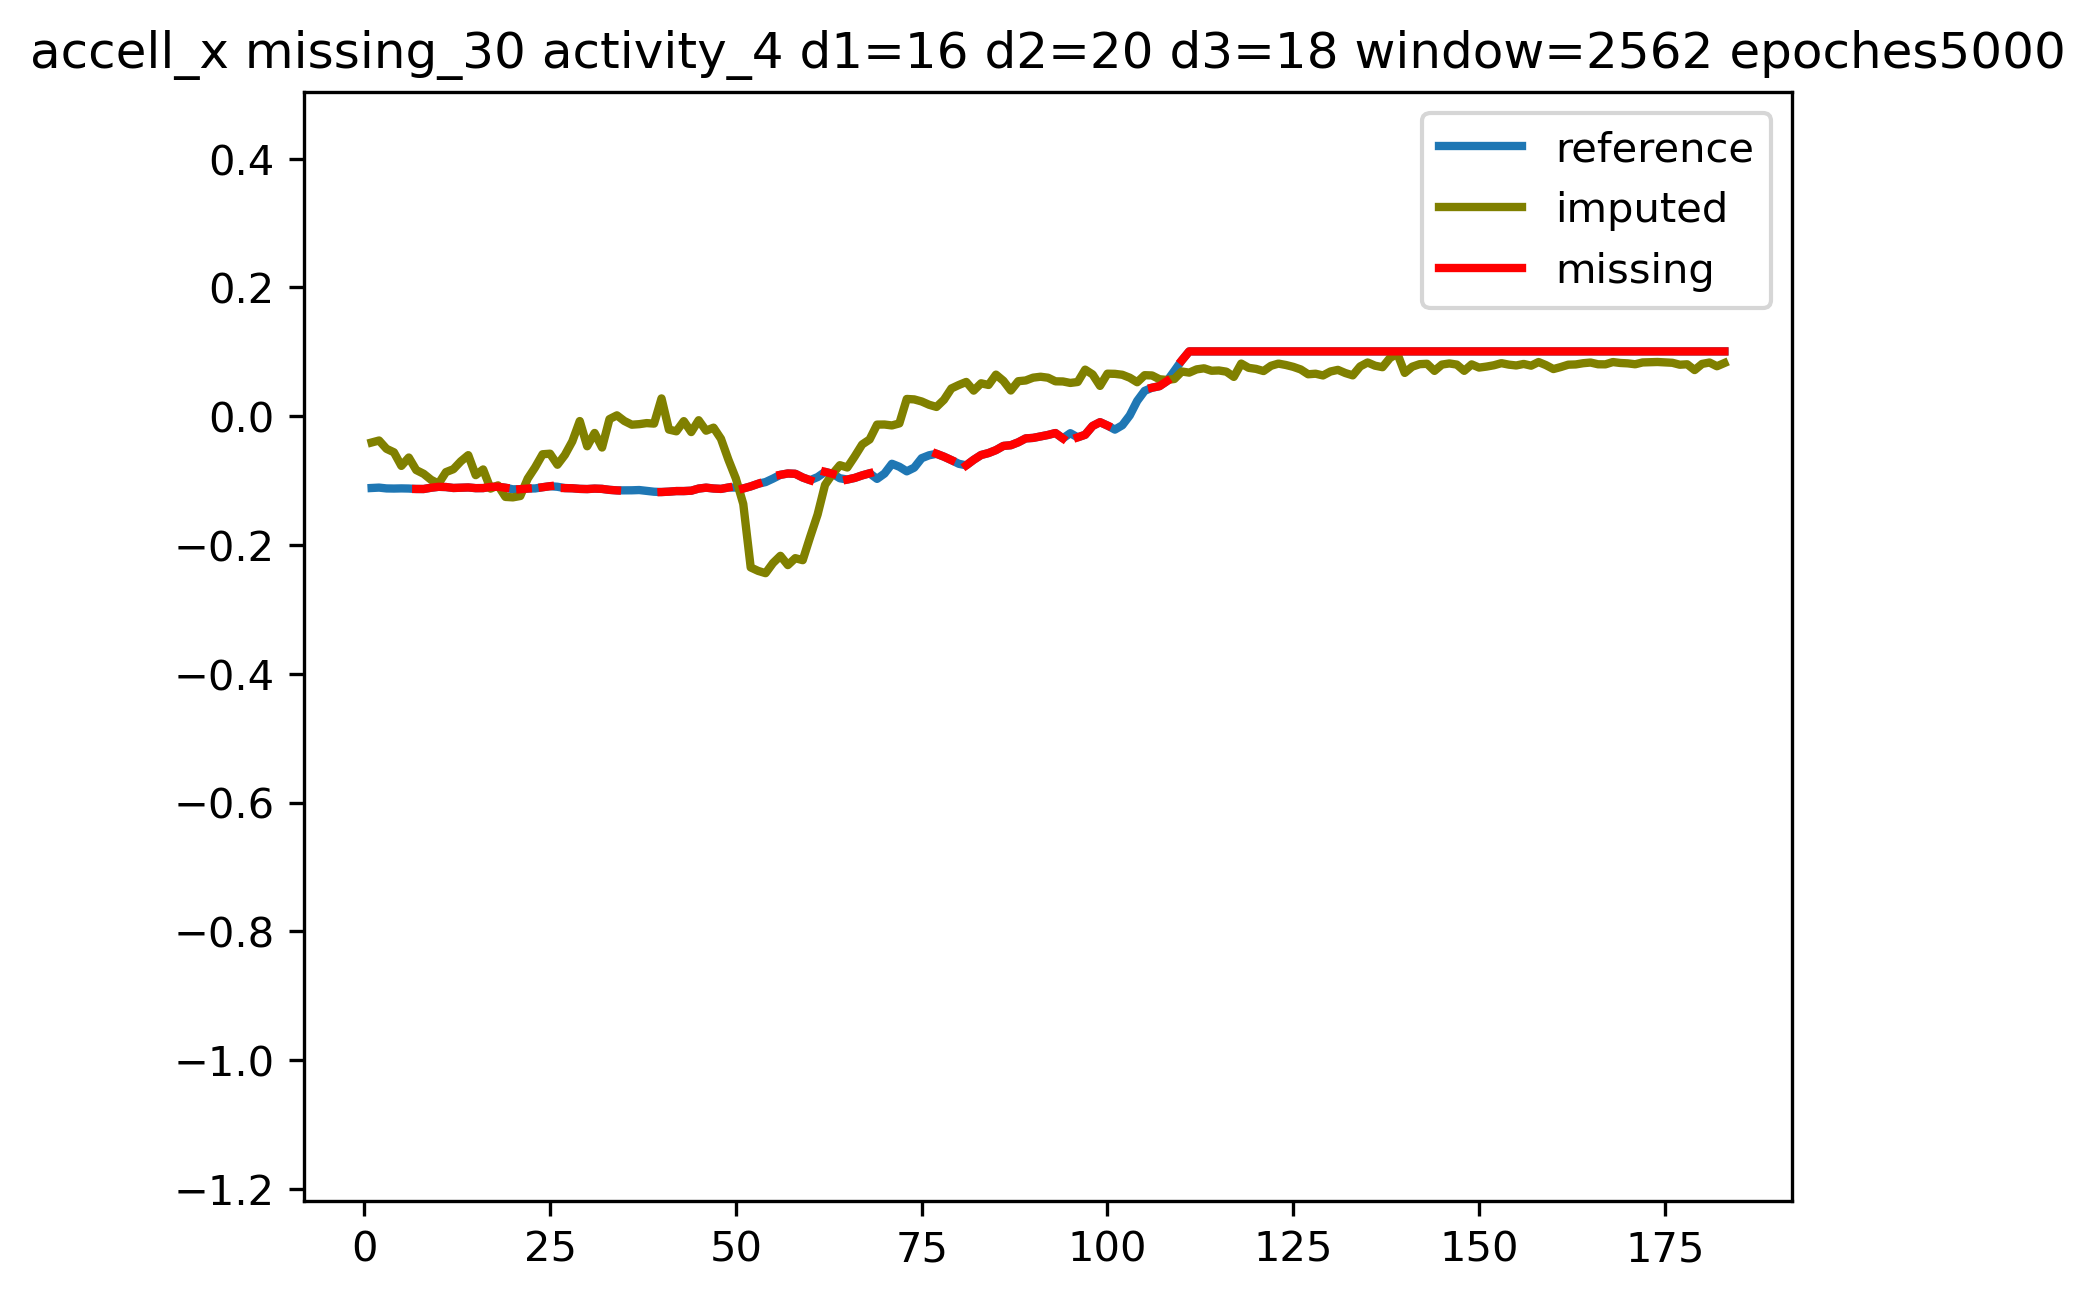 accell_x missing_30 activity_4 d1=16 d2=20 d3=18 window=2562 epoches5000
reference
imputed
missing
0.4
0.2
0.0
−0.2
−0.4
−0.6
−0.8
−1.0
−1.2
0 25 50 75 100 125 150 175